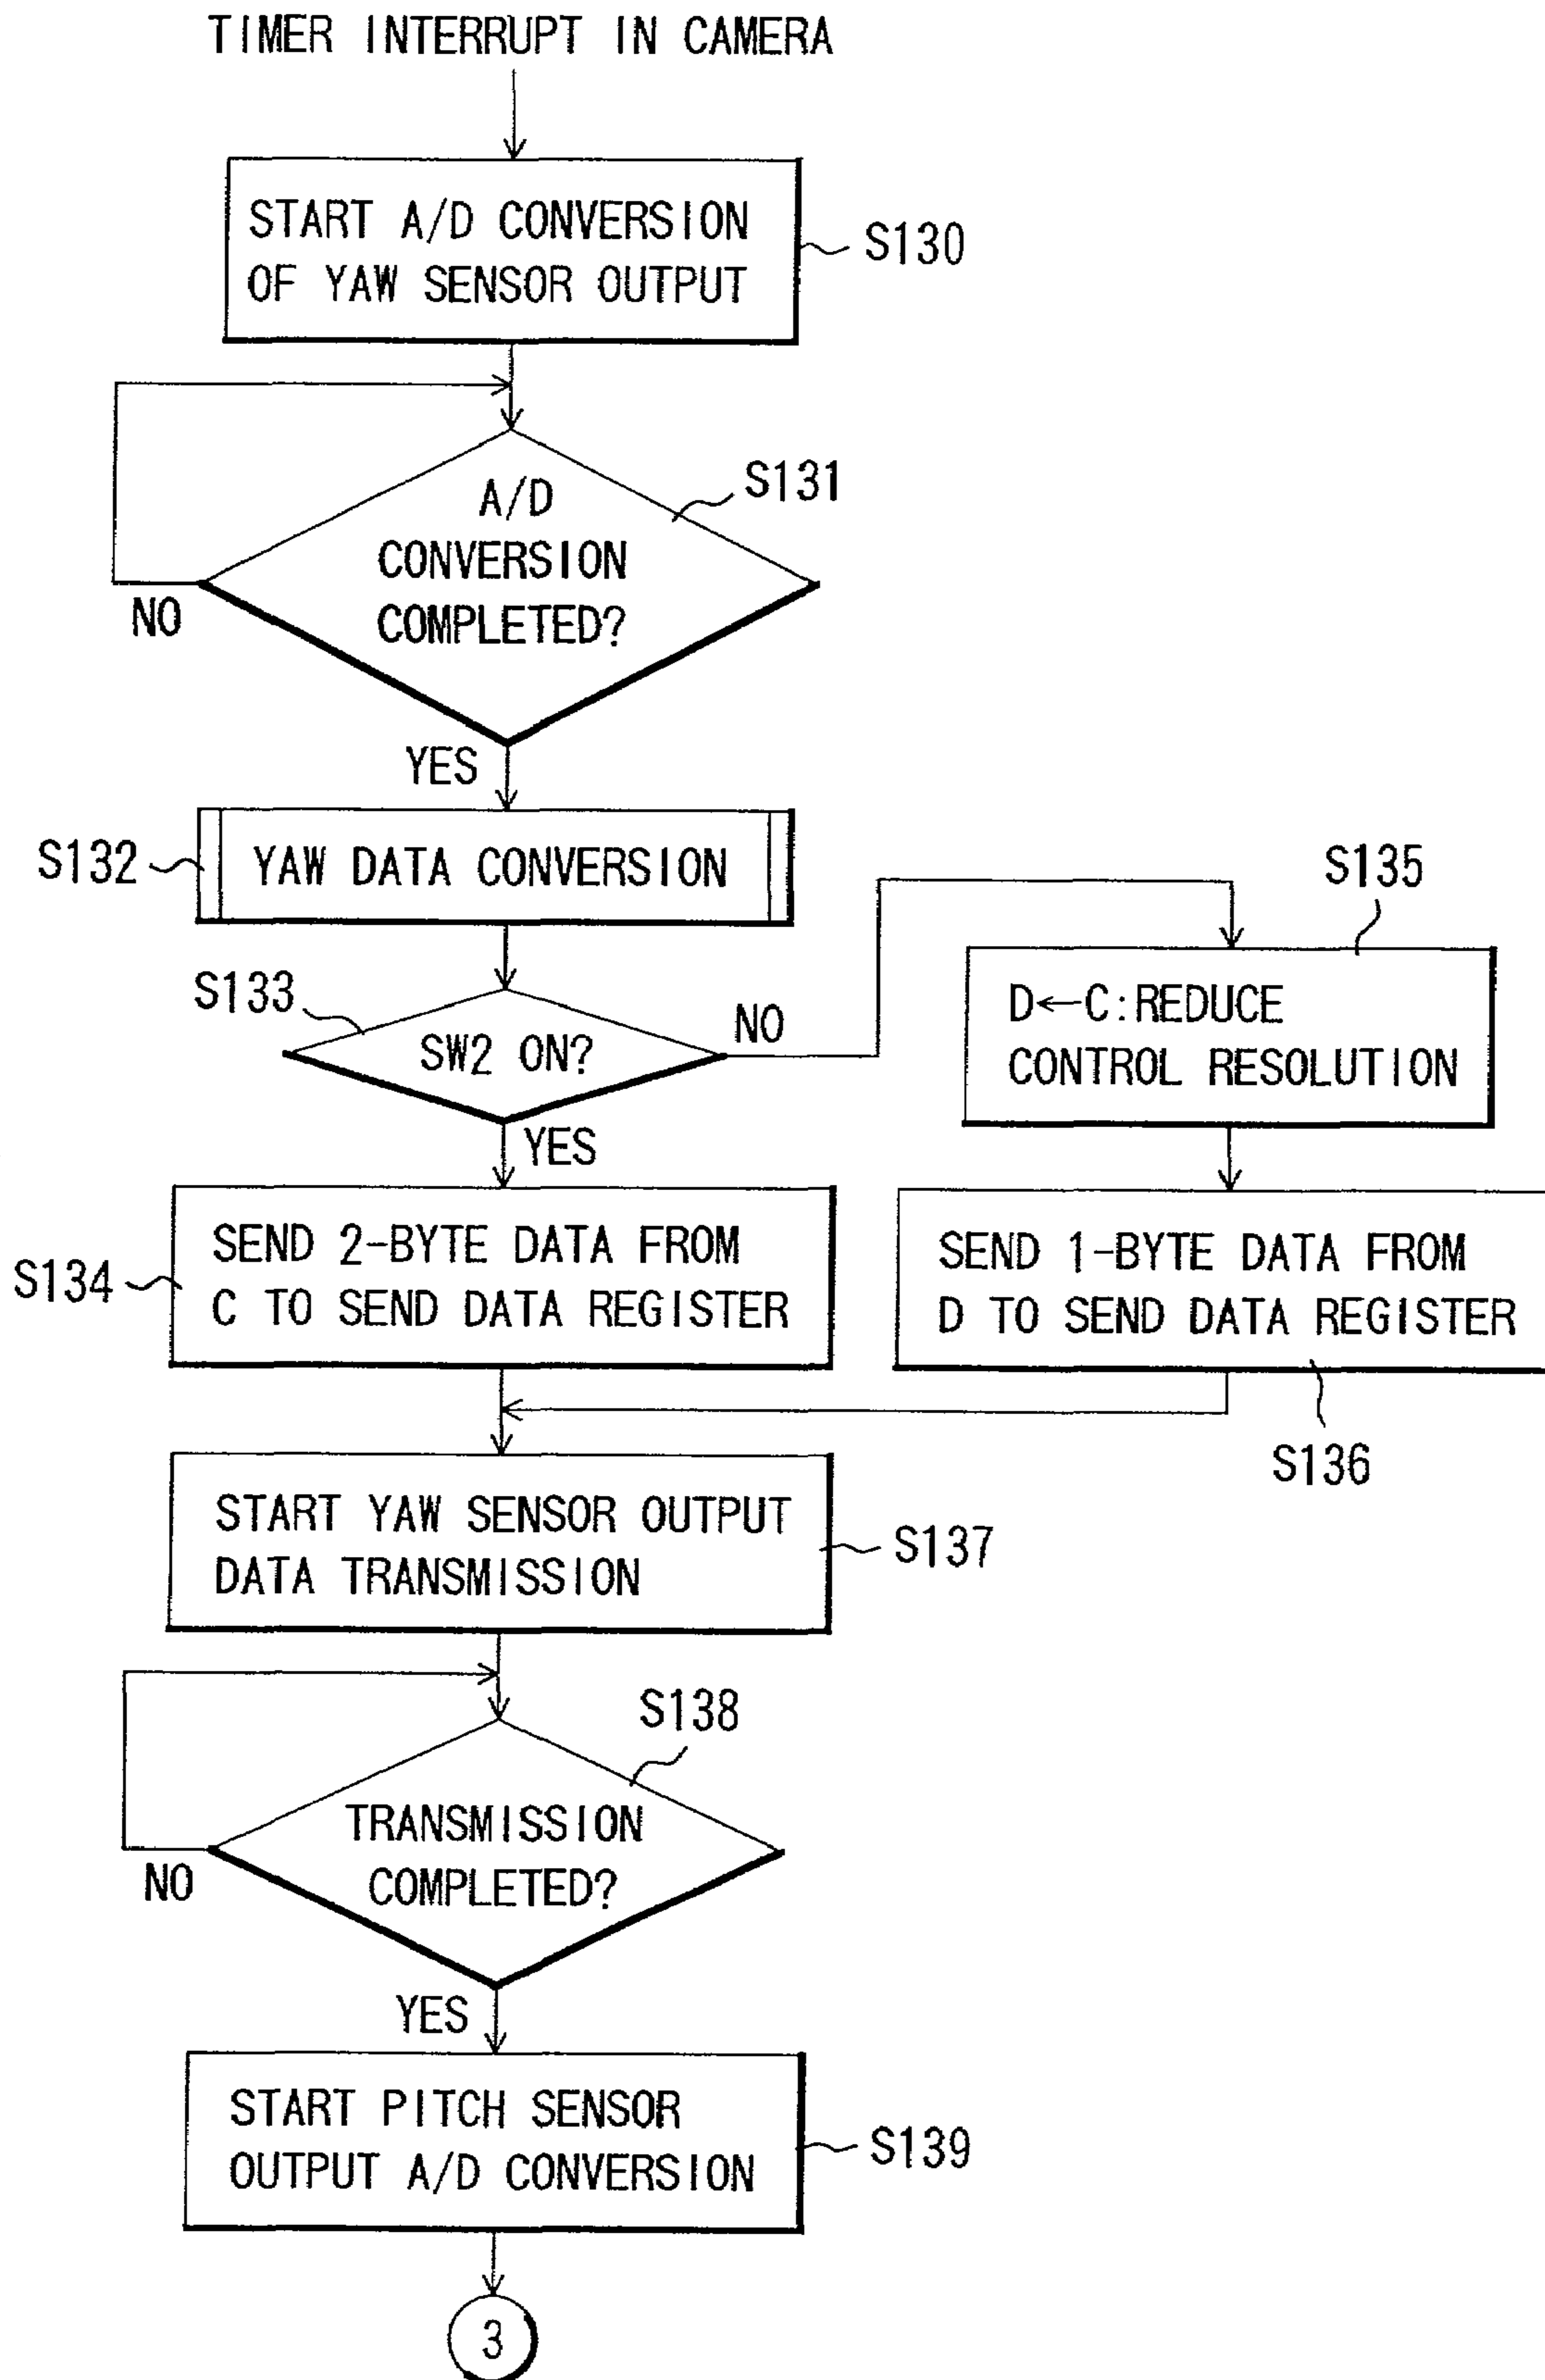 TIMER INTERRUPT IN CAMERA
START A/D CONVERSION
OF YAW SENSOR OUTPUT
S130
A/D
CONVERSION
COMPLETED?
S131
NO
YES
S132
YAW DATA CONVERSION
S133
SW2 ON?
NO
YES
S135
D←C:REDUCE
CONTROL RESOLUTION
S134
SEND 2-BYTE DATA FROM
C TO SEND DATA REGISTER
SEND 1-BYTE DATA FROM
D TO SEND DATA REGISTER
S136
START YAW SENSOR OUTPUT
DATA TRANSMISSION
S137
S138
TRANSMISSION
COMPLETED?
NO
YES
START PITCH SENSOR
OUTPUT A/D CONVERSION
S139
3